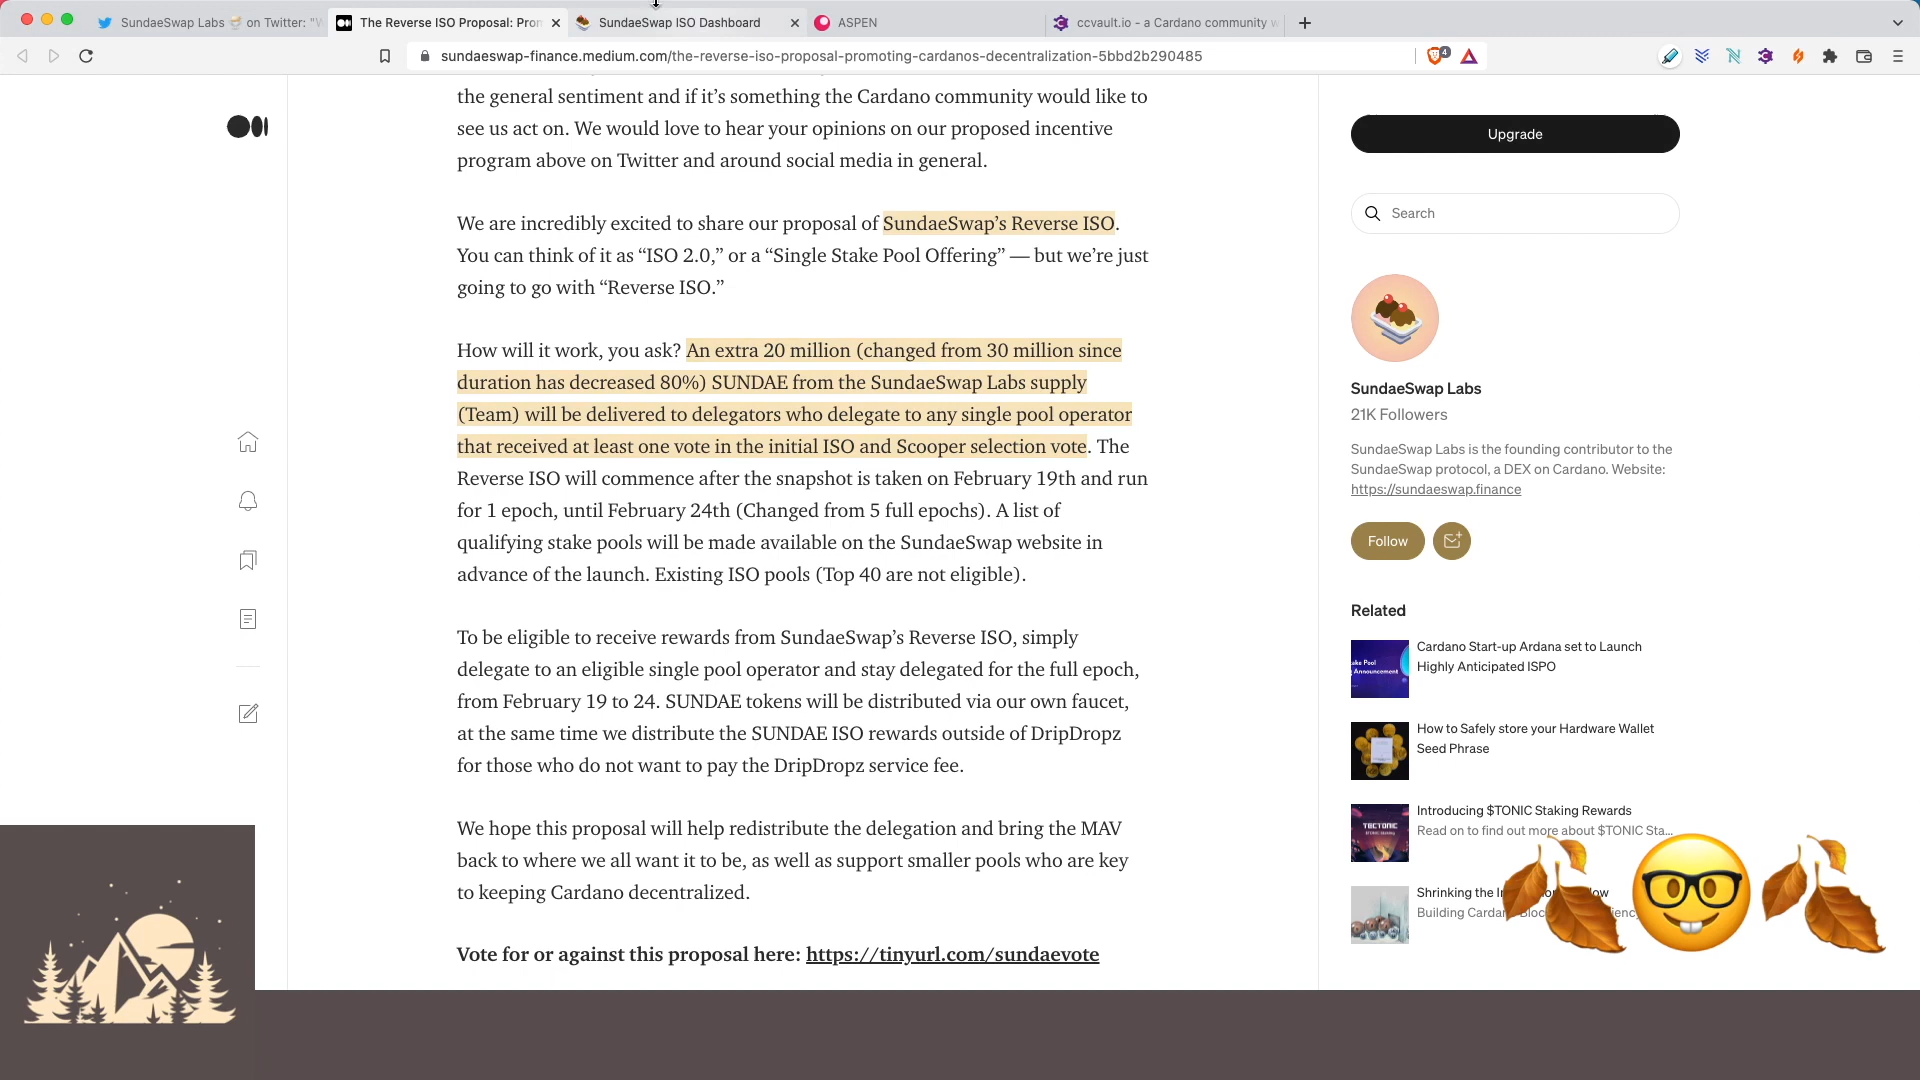 SundaeSwap Labs 🍨 on Twitter: "W
The Reverse ISO Proposal: Prom
SundaeSwap ISO Dashboard
ASPEN
ccvault.io - a Cardano community w
sundaeswap-finance.medium.com/the-reverse-iso-proposal-promoting-cardanos-decentralization-5bbd2b290485
4
the general sentiment and if it's something the Cardano community would like to
see us act on. We would love to hear your opinions on our proposed incentive
program above on Twitter and around social media in general.
We are incredibly excited to share our proposal of SundaeSwap's Reverse ISO.
You can think of it as “ISO 2.0,” or a “Single Stake Pool Offering” — but we're just
going to go with “Reverse ISO.”
How will it work, you ask? An extra 20 million (changed from 30 million since
duration has decreased 80%) SUNDAE from the SundaeSwap Labs supply
(Team) will be delivered to delegators who delegate to any single pool operator
that received at least one vote in the initial ISO and Scooper selection vote. The
Reverse ISO will commence after the snapshot is taken on February 19th and run
for 1 epoch, until February 24th (Changed from 5 full epochs). A list of
qualifying stake pools will be made available on the SundaeSwap website in
advance of the launch. Existing ISO pools (Top 40 are not eligible).
To be eligible to receive rewards from SundaeSwap's Reverse ISO, simply
delegate to an eligible single pool operator and stay delegated for the full epoch,
from February 19 to 24. SUNDAE tokens will be distributed via our own faucet,
at the same time we distribute the SUNDAE ISO rewards outside of DripDropz
for those who do not want to pay the DripDropz service fee.
We hope this proposal will help redistribute the delegation and bring the MAV
back to where we all want it to be, as well as support smaller pools who are key
to keeping Cardano decentralized.
Vote for or against this proposal here: https://tinyurl.com/sundaevote
Upgrade
Search
SundaeSwap Labs
21K Followers
SundaeSwap Labs is the founding contributor to the
SundaeSwap protocol, a DEX on Cardano. Website:
https://sundaeswap.finance
Follow
Related
Cardano Start-up Ardana set to Launch
Highly Anticipated ISPO
How to Safely store your Hardware Wallet
Seed Phrase
Introducing $TONIC Staking Rewards
Read on to find out more about $TONIC Sta...
TECTONIC
Shrinking the
Building